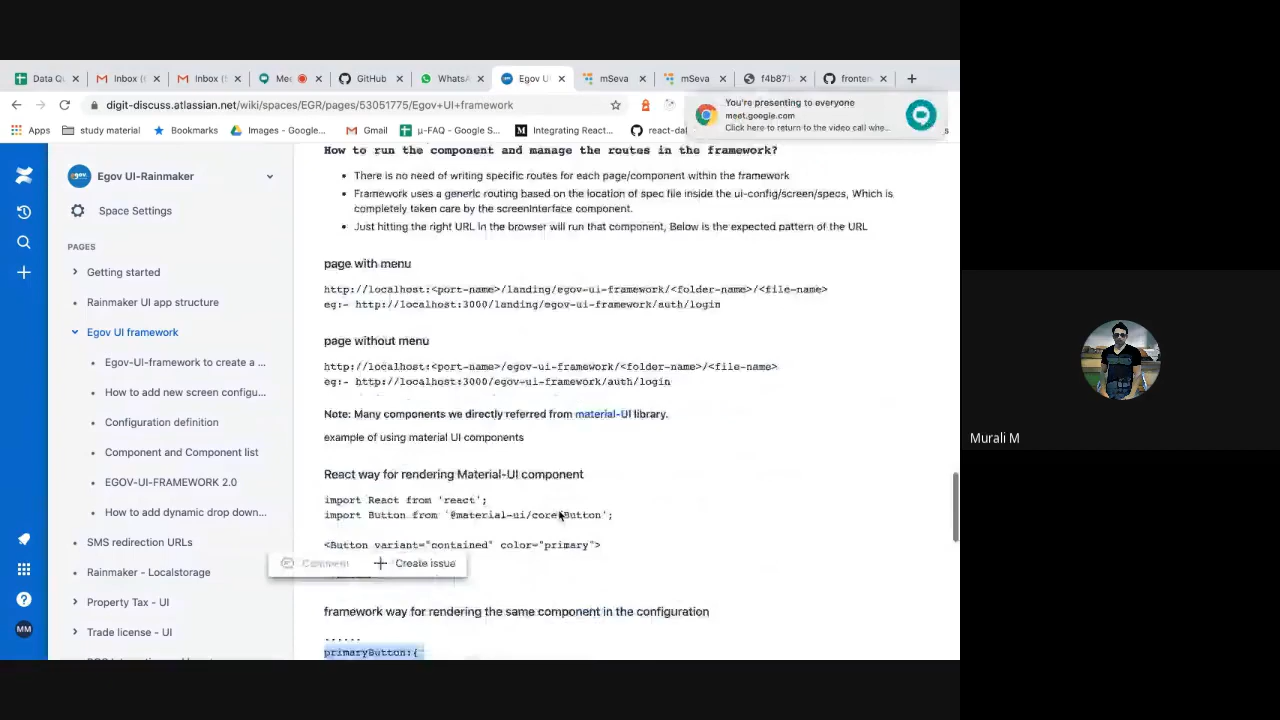 Data Qu
Inbox (
Inbox (
Mee
GitHub
WhatsA
Egov UI
mSeva
mSeva
f4b871
fronten
digit-discuss.atlassian.net/wiki/spaces/EGR/pages/53051775/Egov+UI+framework
You're presenting to everyone
meet.google.com
Click here to return to the video call whe...
Apps
study material
Bookmarks
Images - Google...
Gmail
µ-FAQ - Google S...
Integrating Reac...
react-da
Egov UI-Rainmaker
Space Settings
PAGES
Getting started
Rainmaker UI app structure
Egov UI framework
Egov-UI-framework to create a ...
How to add new screen configu...
Configuration definition
Component and Component list
EGOV-UI-FRAMEWORK 2.0
How to add dynamic drop down...
SMS redirection URLs
Rainmaker - Localstorage
Property Tax - UI
Trade license - UI
MM
How to run the component and manage the routes in the framework?
There is no need of writing specific routes for each page/component within the framework
Framework uses a generic routing based on the location of spec file inside the ui-config/screen/specs, Which is
completely taken care by the screenInterface component.
Just hitting the right URL in the browser will run that component, Below is the expected pattern of the URL
page with menu
http://localhost:<port-name>/landing/egov-ui-framework/<folder-name>/<file-name>
eg:- http://localhost:3000/landing/egov-ui-framework/auth/login
page without menu
http://localhost:<port-name>/egov-ui-framework/<folder-name>/<file-name>
eg:- http://localhost:3000/egov-ui-framework/auth/login
Note: Many components we directly referred from material-UI library.
example of using material UI components
React way for rendering Material-UI component
import React from 'react';
import Button from '@material-ui/core/Button';
<Button variant="contained" color="primary">
Comment
Create issue
framework way for rendering the same component in the configuration
......
primaryButton:{
Murali M